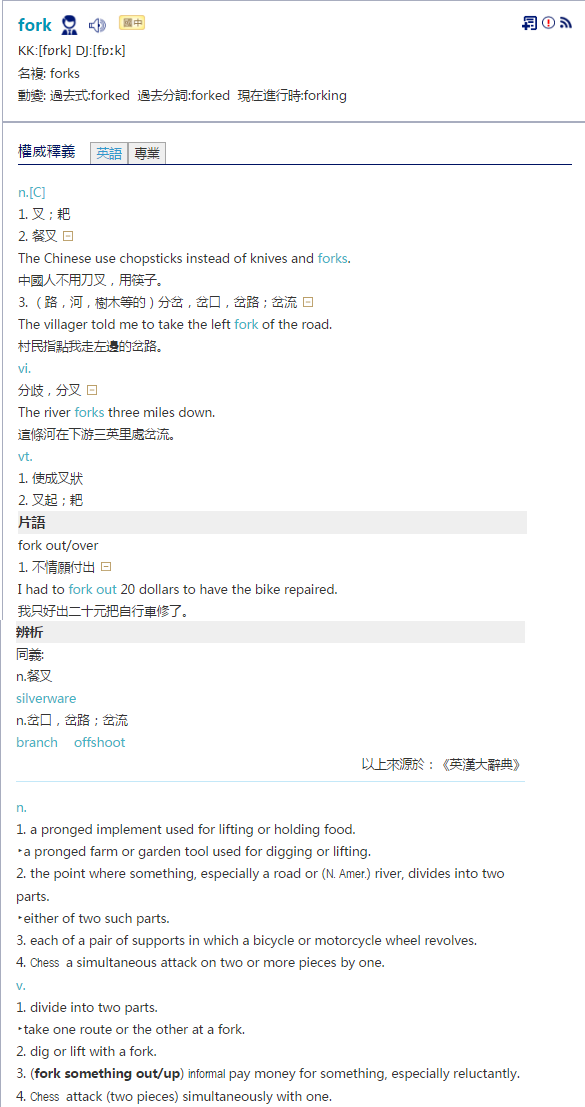 fork 國中
KK:[fɒrk] DJ:[fɒːk]
名複: forks
動變: 過去式:forked 過去分詞:forked 現在進行時:forking
權威釋義 英語 專業
n.[C]
1. 叉；耙
2. 餐叉
The Chinese use chopsticks instead of knives and forks.
中國人不用刀叉，用筷子。
3. （路，河，樹木等的）分岔，岔口，岔路；岔流
The villager told me to take the left fork of the road.
村民指點我走左邊的岔路。
vi.
分歧，分叉
The river forks three miles down.
這條河在下游三英里處岔流。
vt.
1. 使成叉狀
2. 叉起；耙
片語
fork out/over
1. 不情願付出
I had to fork out 20 dollars to have the bike repaired.
我只好出二十元把自行車修了。
辨析
同義:
n.餐叉
silverware
n.岔口，岔路；岔流
branch offshoot
以上來源於：《英漢大辭典》
n.
1. a pronged implement used for lifting or holding food.
‣a pronged farm or garden tool used for digging or lifting.
2. the point where something, especially a road or (N. Amer.) river, divides into two
parts.
‣either of two such parts.
3. each of a pair of supports in which a bicycle or motorcycle wheel revolves.
4. Chess a simultaneous attack on two or more pieces by one.
v.
1. divide into two parts.
‣take one route or the other at a fork.
2. dig or lift with a fork.
3. (fork something out/up) informal pay money for something, especially reluctantly.
4. Chess attack (two pieces) simultaneously with one.